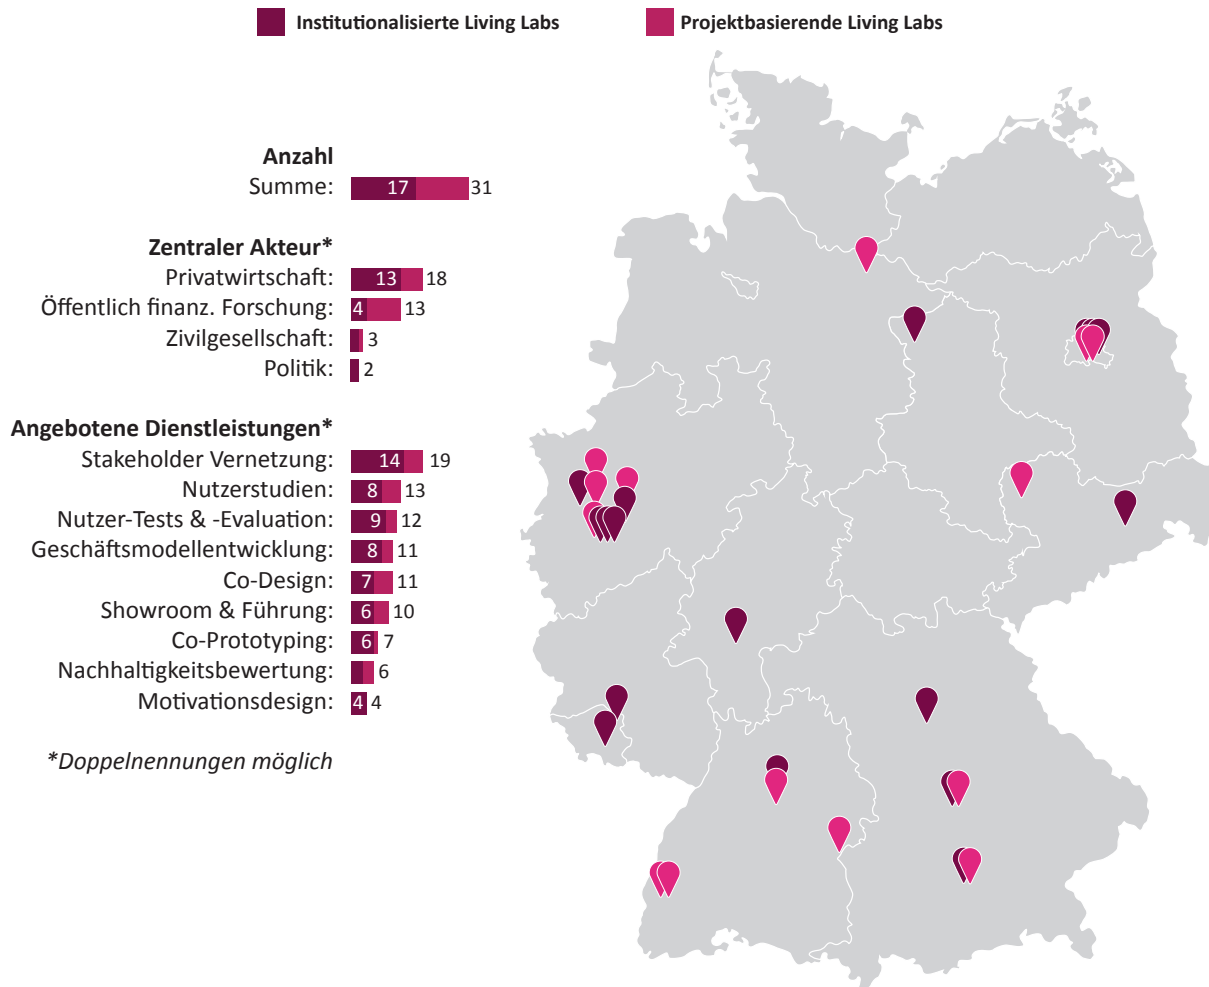 Institutionalisierte Living Labs
Projektbasierende Living Labs
Anzahl
Summe: 17 31
Zentraler Akteur*
Privatwirtschaft: 13 18
Öffentlich finanz. Forschung: 4 13
Zivilgesellschaft: 3
Politik: 2
Angebotene Dienstleistungen*
Stakeholder Vernetzung: 14 19
Nutzerstudien: 8 13
Nutzer-Tests & -Evaluation: 9 12
Geschäftsmodellentwicklung: 8 11
Co-Design: 7 11
Showroom & Führung: 6 10
Co-Prototyping: 6 7
Nachhaltigkeitsbewertung: 6
Motivationsdesign: 4 4
*Doppelnennungen möglich